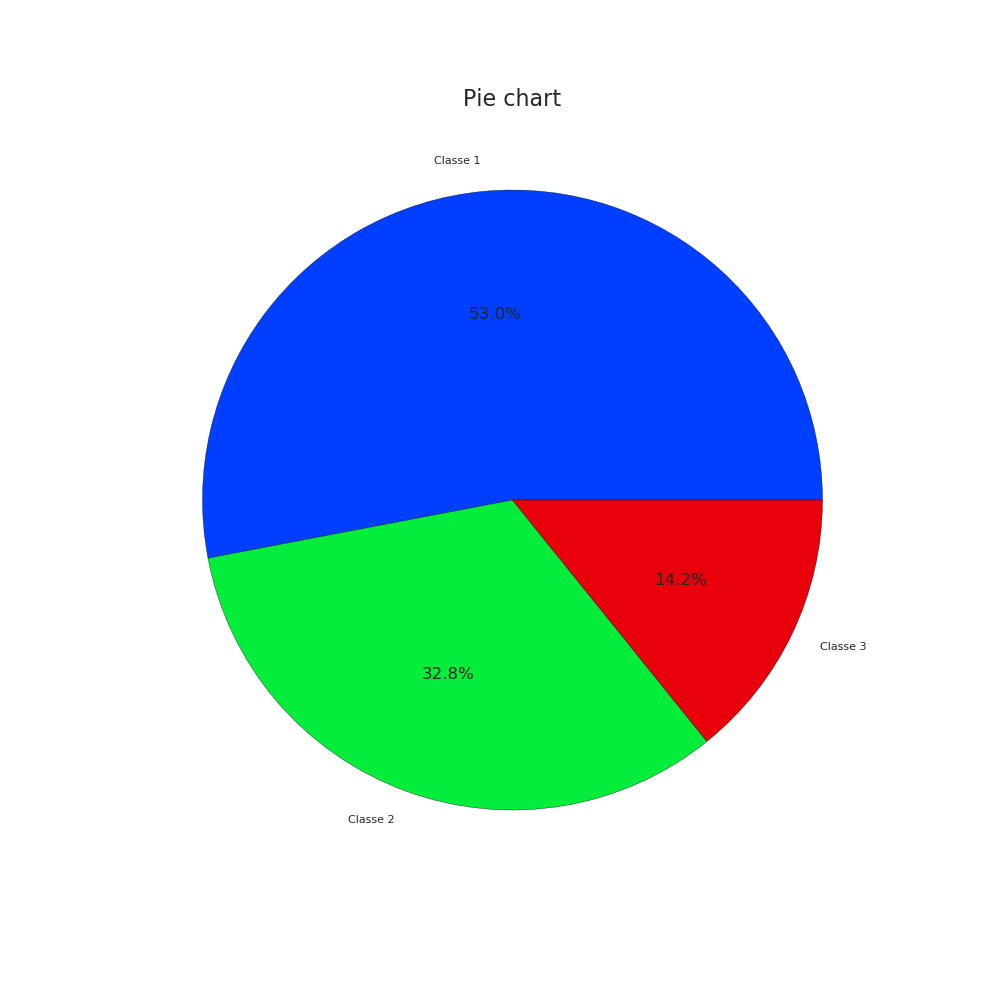 Pie chart
Classe 1
53.0%
14.2%
Classe 3
32.8%
Classe 2